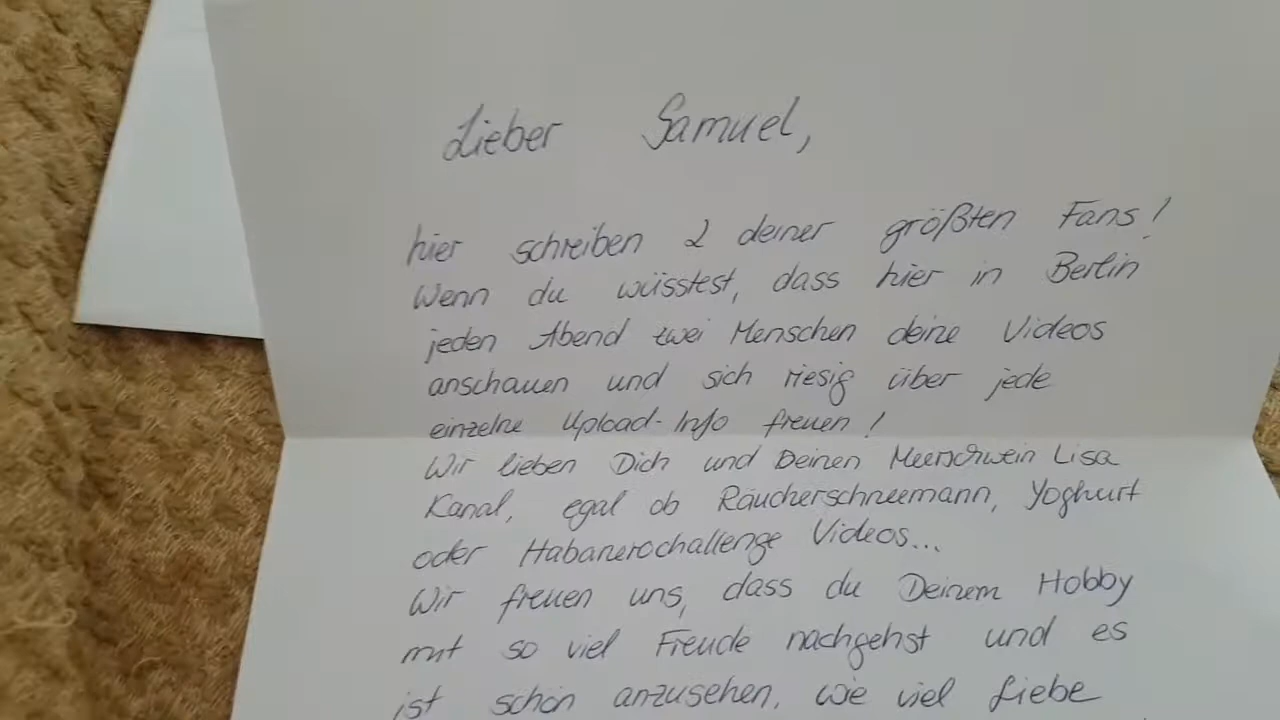 Lieber Samuel,
hier schreiben 2 deiner größten Fans!
Wenn du wüsstest, dass hier in Berlin
jeden Abend zwei Menschen deine Videos
anschauen und sich riesig über jede
einzelne Upload-Info freuen!
Wir lieben Dich und Deinen Meerschwein Lisa
Kanal, egal ob Räucherschneemann, Yoghurt
oder Habanerochallenge Videos...
Wir freuen uns, dass du Deinem Hobby
mit so viel Freude nachgehst und es
ist schön anzusehen, wie viel Liebe